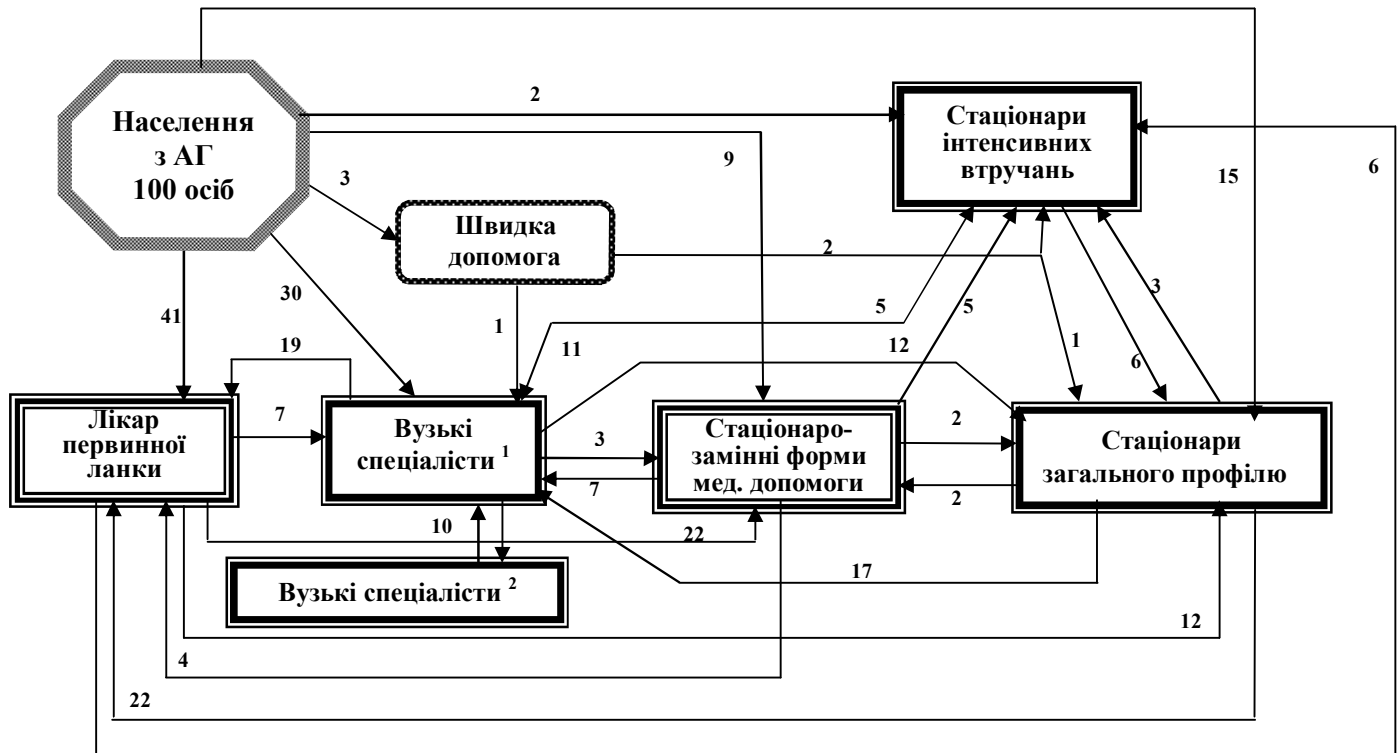 Населення
з АГ
100 осіб
2
Стаціонари
інтенсивних
втручань
9
15
6
3
Швидка
допомога
2
30
41
1
5
5
3
1
6
19
11
12
Лікар
первинної
ланки
7
Вузькі
спеціалісти 1
3
7
Стаціонаро-
замінні форми
мед. допомоги
2
2
Стаціонари
загального профілю
10
22
Вузькі спеціалісти 2
17
12
4
22